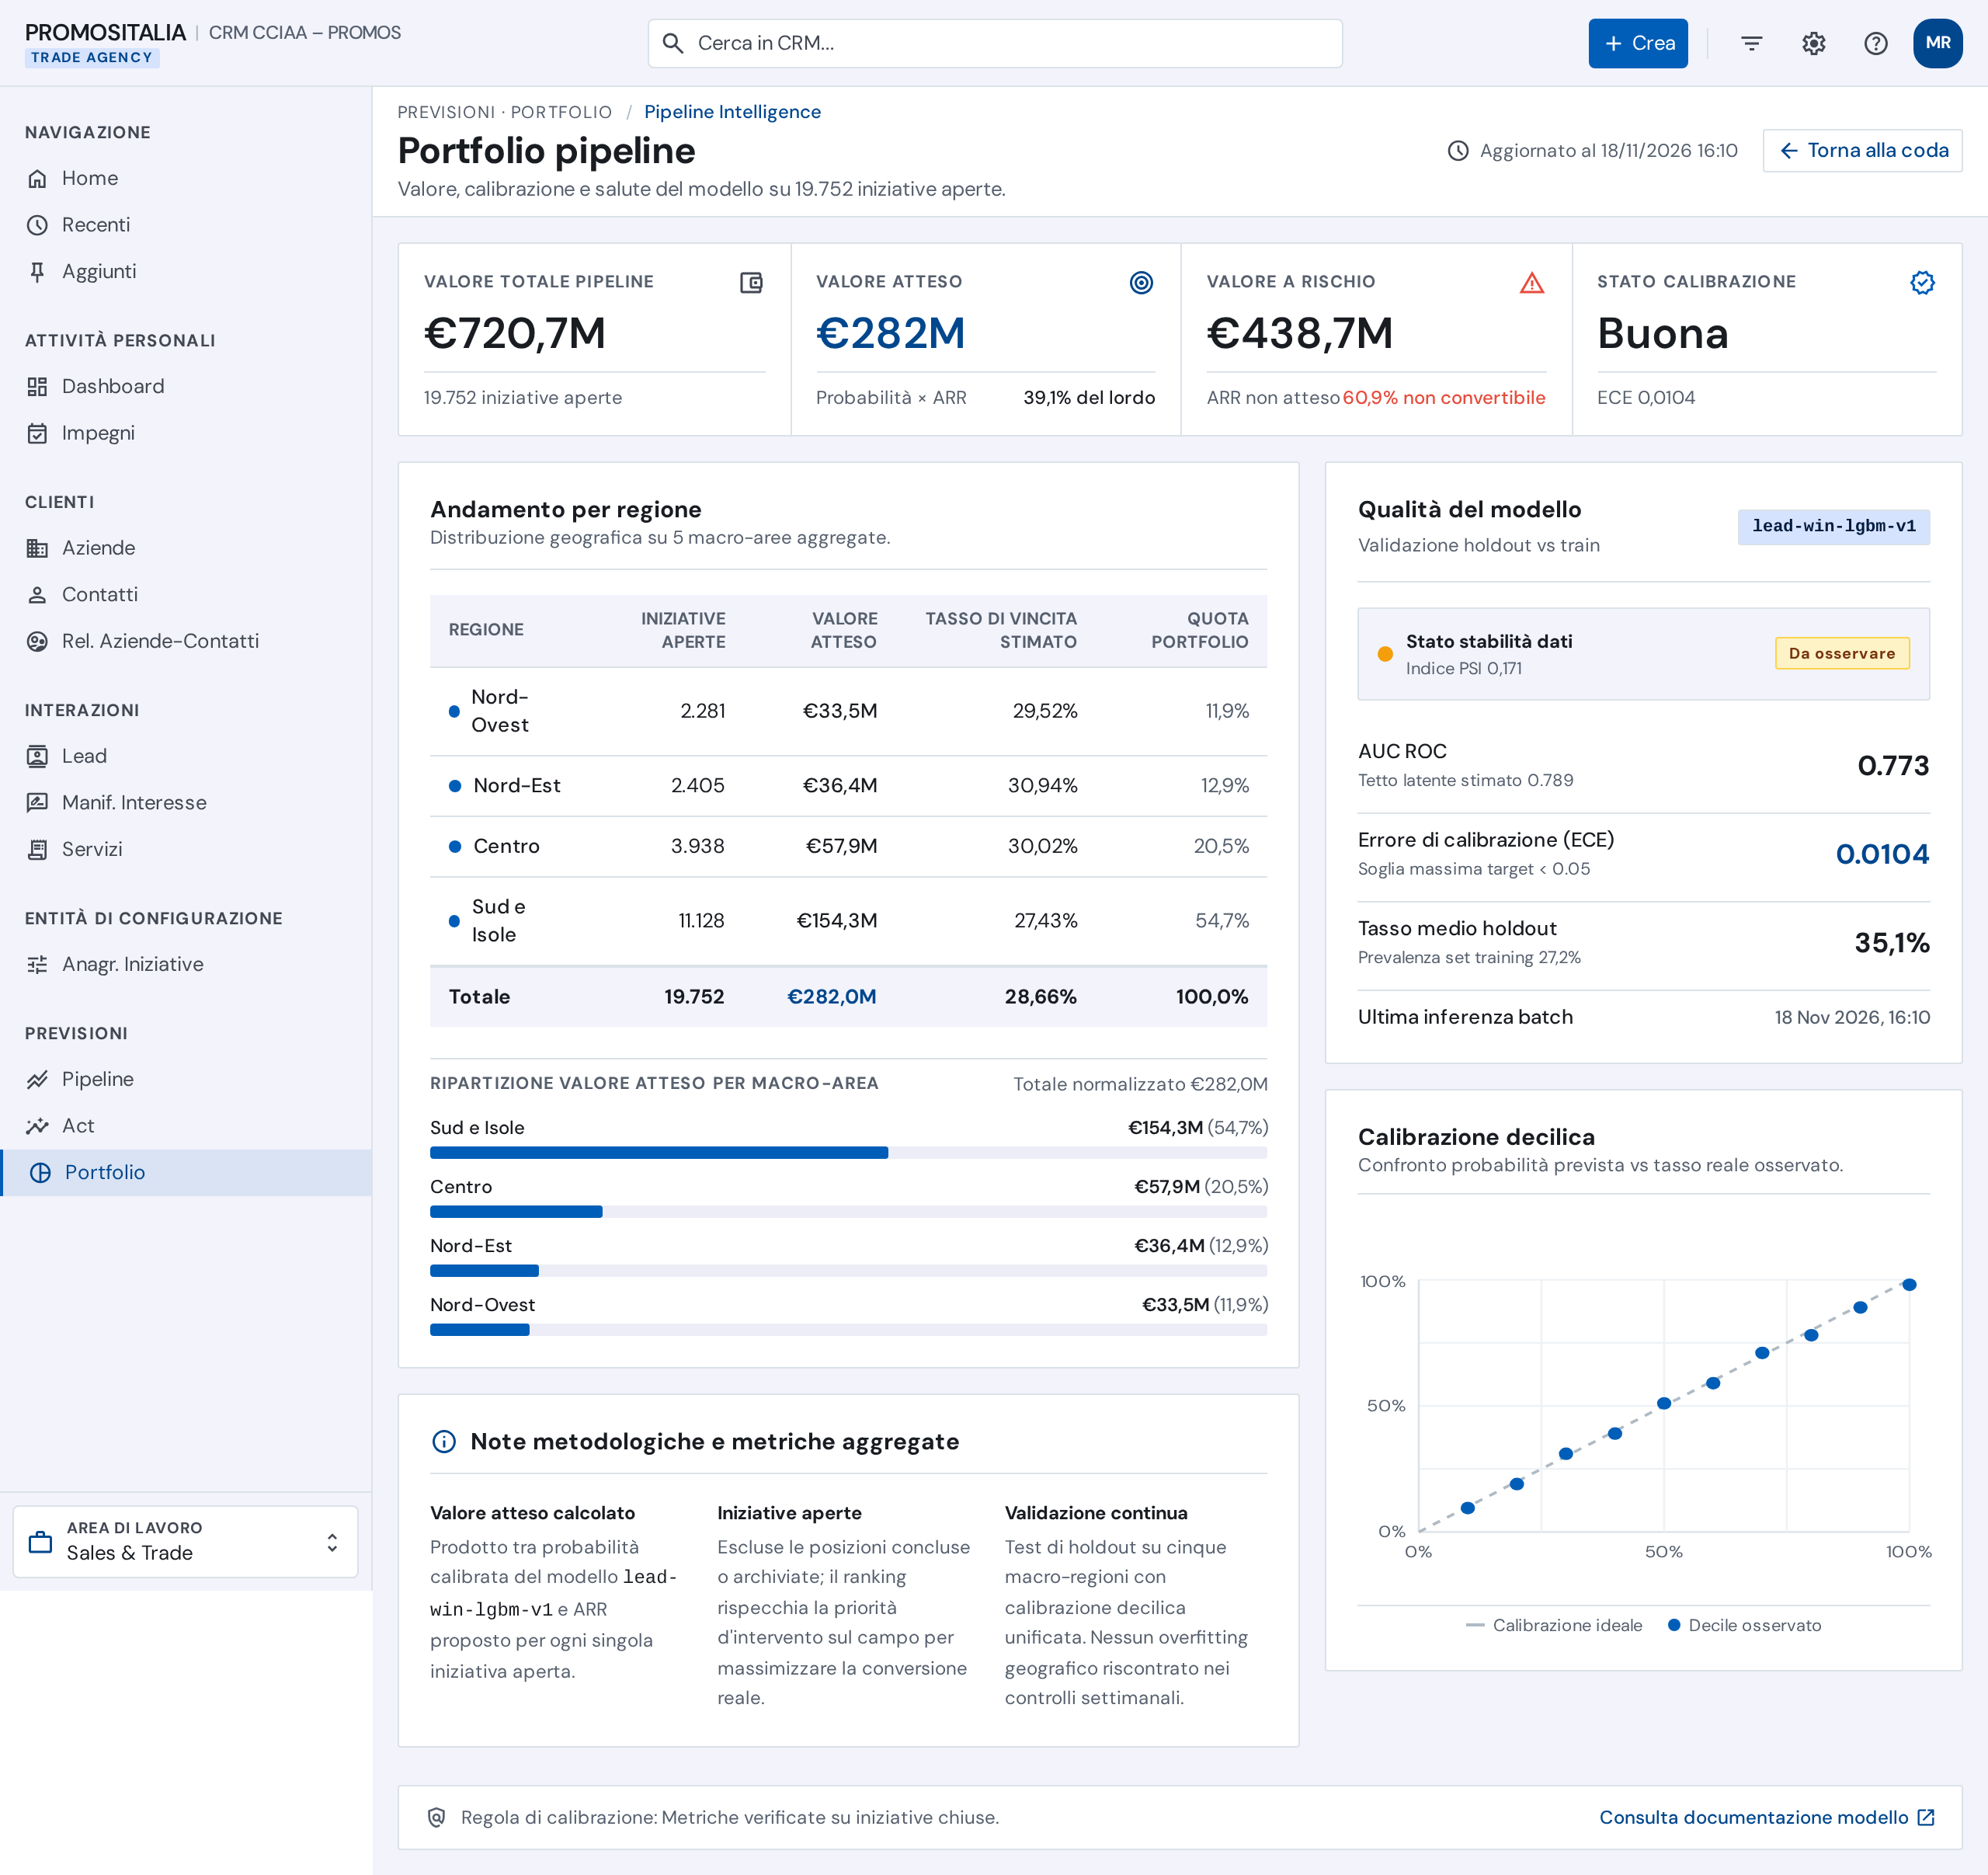 PROMOSITALIA | CRM CCIAA – PROMOS
TRADE AGENCY
Cerca in CRM...
Crea
MR
NAVIGAZIONE
Home
Recenti
Aggiunti
ATTIVITÀ PERSONALI
Dashboard
Impegni
CLIENTI
Aziende
Contatti
Rel. Aziende-Contatti
INTERAZIONI
Lead
Manif. Interesse
Servizi
ENTITÀ DI CONFIGURAZIONE
Anagr. Iniziative
PREVISIONI
Pipeline
Act
Portfolio
AREA DI LAVORO
Sales & Trade
PREVISIONI · PORTFOLIO / Pipeline Intelligence
Portfolio pipeline
Valore, calibrazione e salute del modello su 19.752 iniziative aperte.
Aggiornato al 18/11/2026 16:10
Torna alla coda
VALORE TOTALE PIPELINE
€720,7M
19.752 iniziative aperte
VALORE ATTESO
€282M
Probabilità × ARR 39,1% del lordo
VALORE A RISCHIO
€438,7M
ARR non atteso 60,9% non convertibile
STATO CALIBRAZIONE
Buona
ECE 0,0104
Andamento per regione
Distribuzione geografica su 5 macro-aree aggregate.
REGIONE INIZIATIVE APERTE VALORE ATTESO TASSO DI VINCITA STIMATO QUOTA PORTFOLIO
Nord-Ovest 2.281 €33,5M 29,52% 11,9%
Nord-Est 2.405 €36,4M 30,94% 12,9%
Centro 3.938 €57,9M 30,02% 20,5%
Sud e Isole 11.128 €154,3M 27,43% 54,7%
Totale 19.752 €282,0M 28,66% 100,0%
RIPARTIZIONE VALORE ATTESO PER MACRO-AREA Totale normalizzato €282,0M
Sud e Isole €154,3M (54,7%)
Centro €57,9M (20,5%)
Nord-Est €36,4M (12,9%)
Nord-Ovest €33,5M (11,9%)
Note metodologiche e metriche aggregate
Valore atteso calcolato
Prodotto tra probabilità
calibrata del modello lead-
win-lgbm-v1 e ARR
proposto per ogni singola
iniziativa aperta.
Iniziative aperte
Escluse le posizioni concluse
o archiviate; il ranking
rispecchia la priorità
d'intervento sul campo per
massimizzare la conversione
reale.
Validazione continua
Test di holdout su cinque
macro-regioni con
calibrazione decilica
unificata. Nessun overfitting
geografico riscontrato nei
controlli settimanali.
Qualità del modello
Validazione holdout vs train
lead-win-lgbm-v1
Stato stabilità dati
Indice PSI 0,171
Da osservare
AUC ROC
Tetto latente stimato 0.789
0.773
Errore di calibrazione (ECE)
Soglia massima target < 0.05
0.0104
Tasso medio holdout
Prevalenza set training 27,2%
35,1%
Ultima inferenza batch 18 Nov 2026, 16:10
Calibrazione decilica
Confronto probabilità prevista vs tasso reale osservato.
100%
50%
0%
0% 50% 100%
Calibrazione ideale Decile osservato
Regola di calibrazione: Metriche verificate su iniziative chiuse.
Consulta documentazione modello